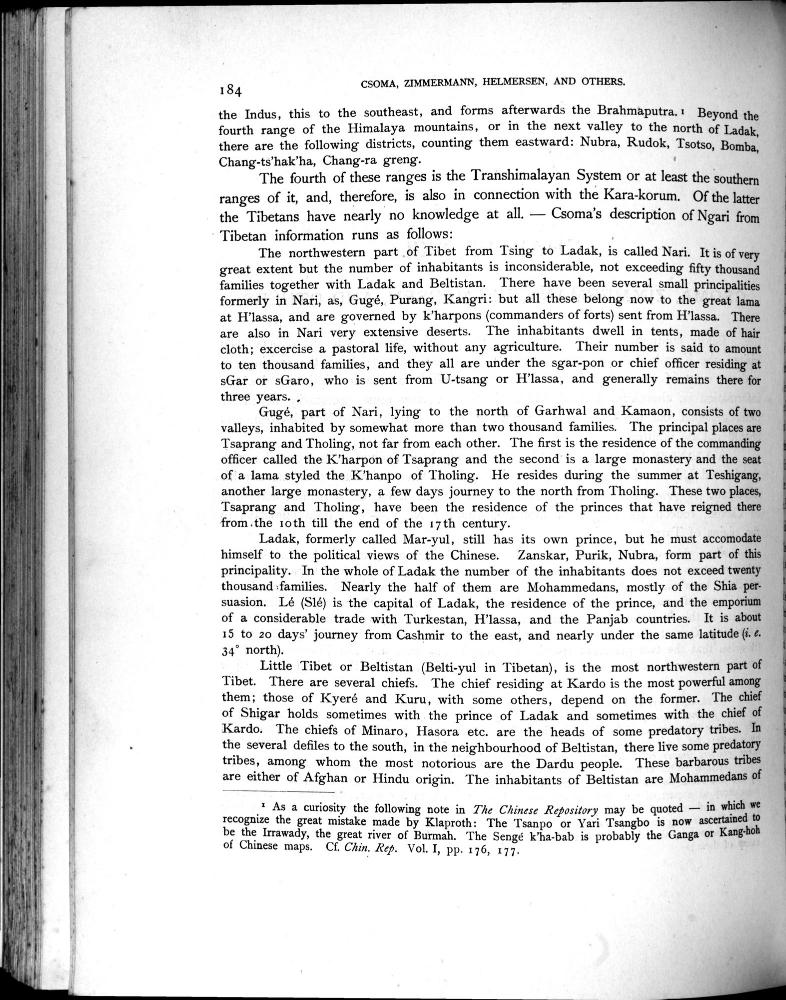 184
CSOMA, ZIMMERMANN, HELMERSEN, AND OTHERS.
the Indus, this to the southeast, and forms afterwards the Brahmaputra. ¹ Beyond the
fourth range of the Himalaya mountains, or in the next valley to the north of Ladak,
there are the following districts, counting them eastward: Nubra, Rudok, Tsotso, Bomba,
Chang-ts'hak'ha, Chang-ra greng.
The fourth of these ranges is the Transhimalayan System or at least the southern
ranges of it, and, therefore, is also in connection with the Kara-korum. Of the latter
the Tibetans have nearly no knowledge at all. — Csoma's description of Ngari from
Tibetan information runs as follows:
The northwestern part of Tibet from Tsing to Ladak, is called Nari. It is of very
great extent but the number of inhabitants is inconsiderable, not exceeding fifty thousand
families together with Ladak and Beltistan. There have been several small principalities
formerly in Nari, as, Gugé, Purang, Kangri: but all these belong now to the great lama
at H'lassa, and are governed by k'harpons (commanders of forts) sent from H'lassa. There
are also in Nari very extensive deserts. The inhabitants dwell in tents, made of hair
cloth; excercise a pastoral life, without any agriculture. Their number is said to amount
to ten thousand families, and they all are under the sgar-pon or chief officer residing at
sGar or sGaro, who is sent from U-tsang or H'lassa, and generally remains there for
three years.
Gugé, part of Nari, lying to the north of Garhwal and Kamaon, consists of two
valleys, inhabited by somewhat more than two thousand families. The principal places are
Tsaprang and Tholing, not far from each other. The first is the residence of the commanding
officer called the K'harpon of Tsaprang and the second is a large monastery and the seat
of a lama styled the K'hanpo of Tholing. He resides during the summer at Teshigang,
another large monastery, a few days journey to the north from Tholing. These two places,
Tsaprang and Tholing, have been the residence of the princes that have reigned there
from the 10th till the end of the 17th century.
Ladak, formerly called Mar-yul, still has its own prince, but he must accomodate
himself to the political views of the Chinese. Zanskar, Purik, Nubra, form part of this
principality. In the whole of Ladak the number of the inhabitants does not exceed twenty
thousand families. Nearly the half of them are Mohammedans, mostly of the Shia per-
suasion. Lé (Slé) is the capital of Ladak, the residence of the prince, and the emporium
of a considerable trade with Turkestan, H'lassa, and the Panjab countries. It is about
15 to 20 days' journey from Cashmir to the east, and nearly under the same latitude (i. e.
34° north).
Little Tibet or Beltistan (Belti-yul in Tibetan), is the most northwestern part of
Tibet. There are several chiefs. The chief residing at Kardo is the most powerful among
them; those of Kyeré and Kuru, with some others, depend on the former. The chief
of Shigar holds sometimes with the prince of Ladak and sometimes with the chief of
Kardo. The chiefs of Minaro, Hasora etc. are the heads of some predatory tribes. In
the several defiles to the south, in the neighbourhood of Beltistan, there live some predatory
tribes, among whom the most notorious are the Dardu people. These barbarous tribes
are either of Afghan or Hindu origin. The inhabitants of Beltistan are Mohammedans of
¹ As a curiosity the following note in The Chinese Repository may be quoted — in which we
recognize the great mistake made by Klaproth: The Tsanpo or Yari Tsangbo is now ascertained to
be the Irrawady, the great river of Burmah. The Sengé k'ha-bab is probably the Ganga or Kang-hoh
of Chinese maps. Cf. Chin. Rep. Vol. I, pp. 176, 177.